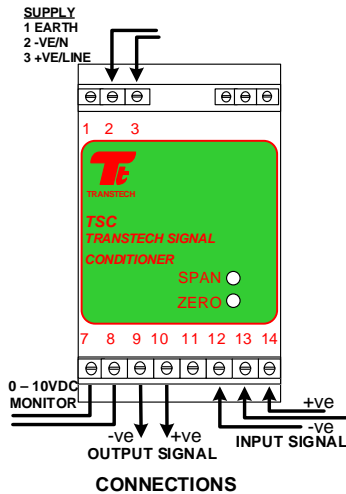 SUPPLY
1 EARTH
2 -VE/N
3 +VE/LINE
1 2 3
Tt
TRANSTECH
TSC
TRANSTECH SIGNAL
CONDITIONER
SPAN
ZERO
7 8 9 10 11 12 13 14
0 – 10VDC
MONITOR
-ve +ve
OUTPUT SIGNAL
+ve
-ve
INPUT SIGNAL
CONNECTIONS